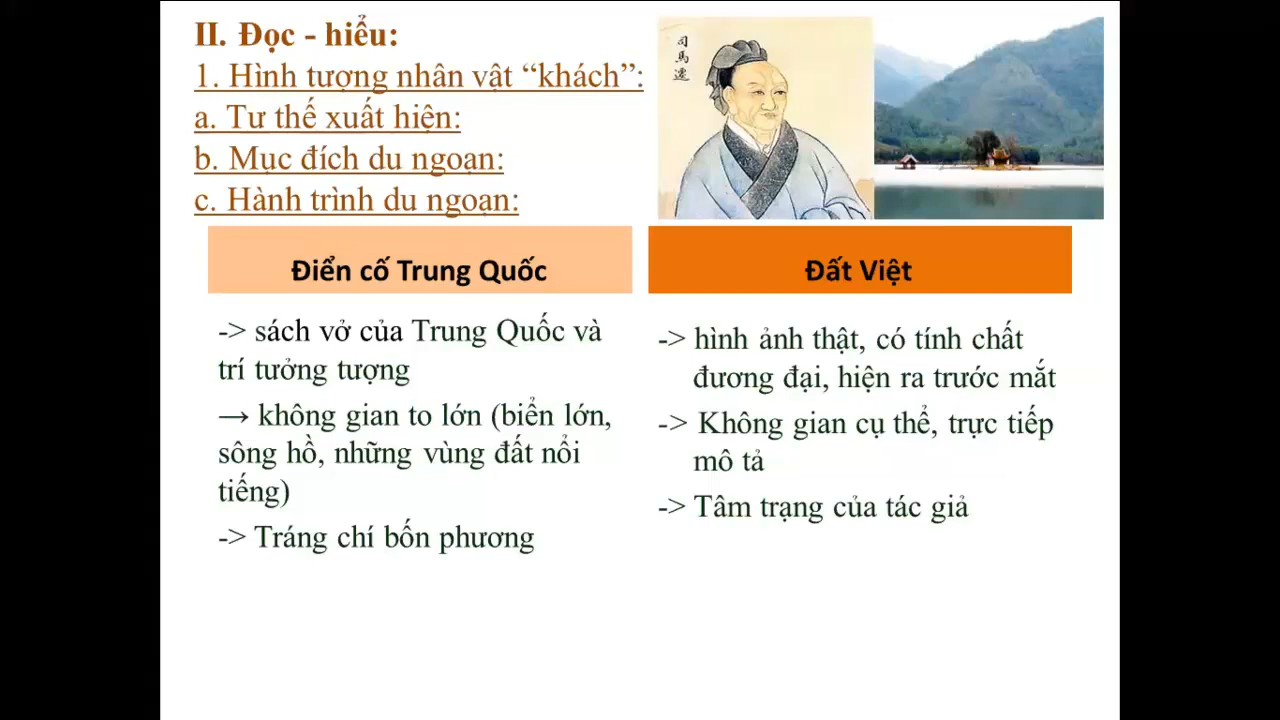 II. Đọc - hiểu:
1. Hình tượng nhân vật “khách”:
a. Tư thế xuất hiện:
b. Mục đích du ngoạn:
c. Hành trình du ngoạn:
司馬遷
Điển cố Trung Quốc
-> sách vở của Trung Quốc và
trí tưởng tượng
→ không gian to lớn (biển lớn,
sông hồ, những vùng đất nổi
tiếng)
-> Tráng chí bốn phương
Đất Việt
-> hình ảnh thật, có tính chất
đương đại, hiện ra trước mắt
-> Không gian cụ thể, trực tiếp
mô tả
-> Tâm trạng của tác giả